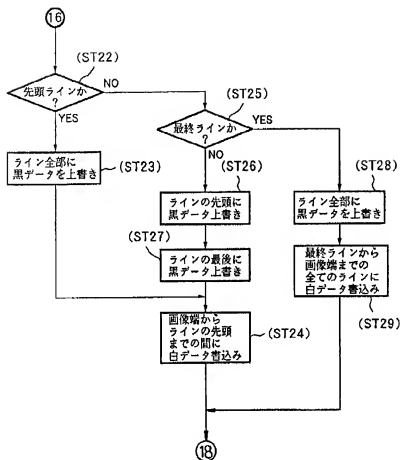 16
(ST22)
先頭ラインか
?
NO
YES
(ST25)
最終ラインか
?
YES
NO
ライン全部に
黒データを上書き
(ST23)
(ST26)
ラインの先頭に
黒データ上書き
(ST28)
ライン全部に
黒データを上書き
(ST27)
ラインの最後に
黒データ上書き
最終ラインから
画像端までの
全てのラインに
白データ書込み
(ST29)
画像端から
ラインの先頭
までの間に
白データ書込み
(ST24)
18